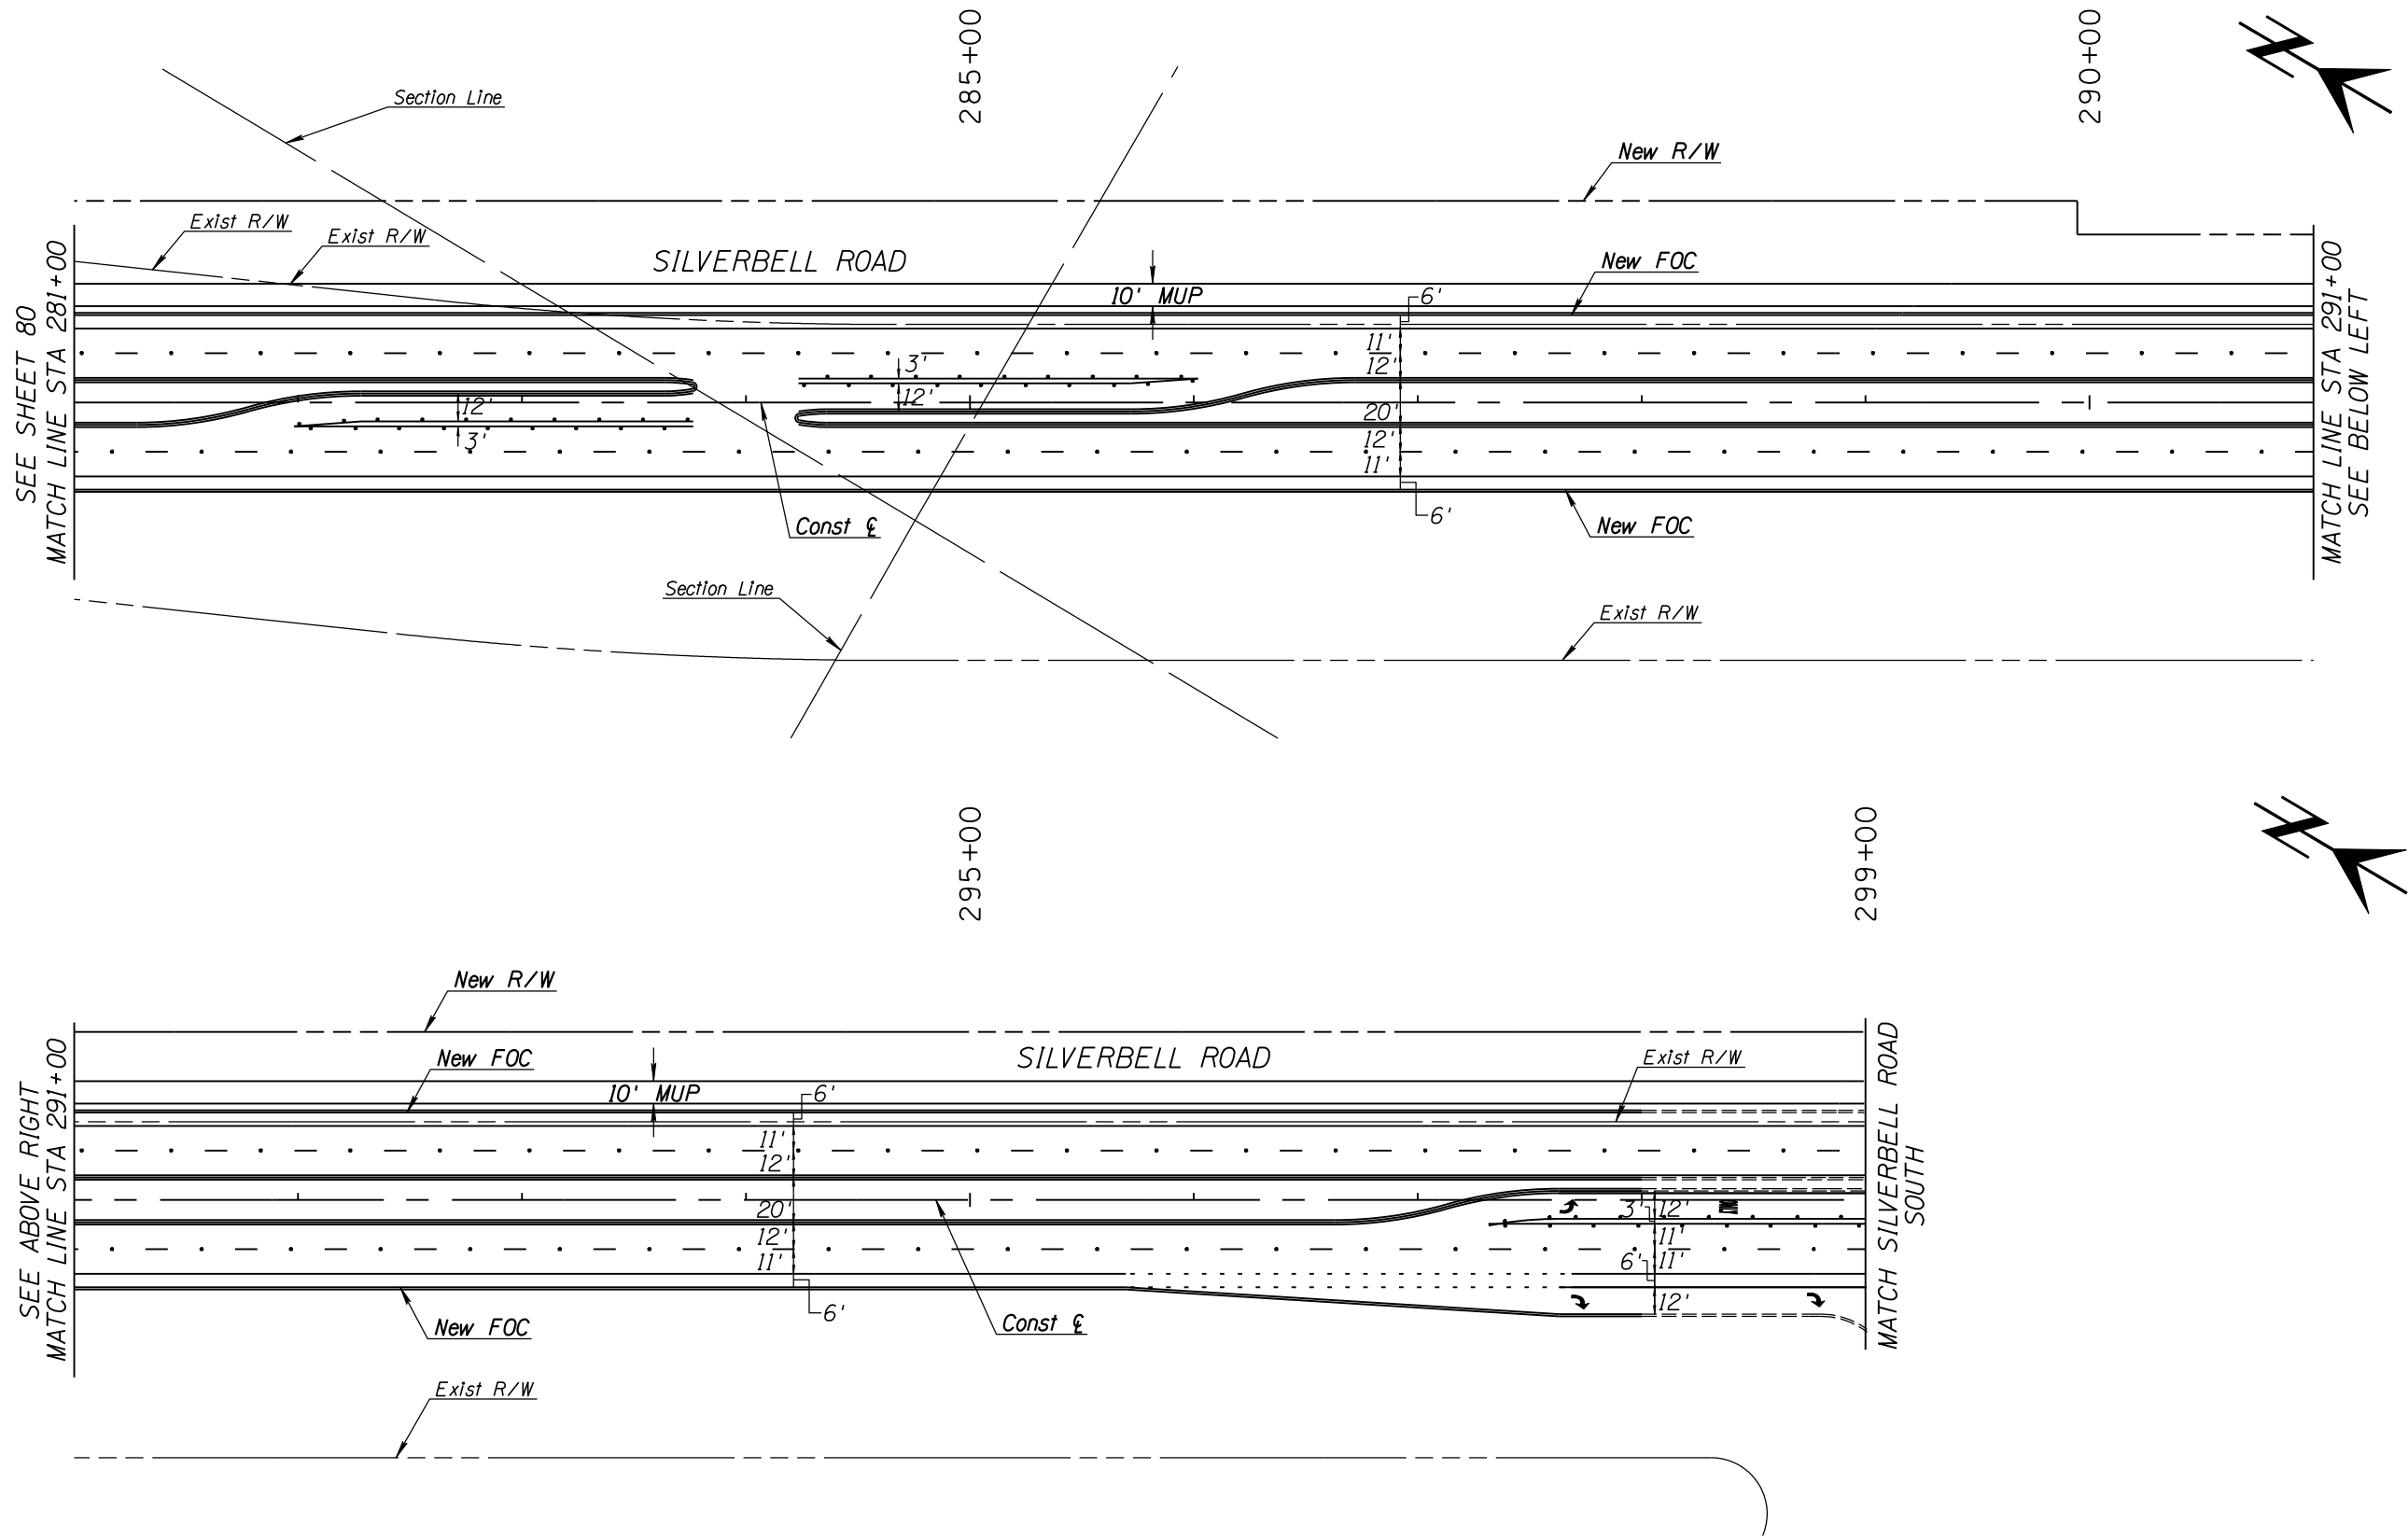 285+00
290+00
Section Line
New R/W
Exist R/W
Exist R/W
SILVERBELL ROAD
New FOC
10' MUP
6'
11'
12'
3'
12'
12'
3'
20'
12'
11'
6'
SEE SHEET 80
MATCH LINE STA 281+00
MATCH LINE STA 291+00
SEE BELOW LEFT
Const ℄
New FOC
Section Line
Exist R/W
295+00
299+00
New R/W
New FOC
SILVERBELL ROAD
Exist R/W
10' MUP
6'
11'
12'
20'
12'
11'
6'
3'
12'
11'
6'
11'
12'
SEE ABOVE RIGHT
MATCH LINE STA 291+00
MATCH SILVERBELL ROAD
SOUTH
New FOC
Const ℄
Exist R/W